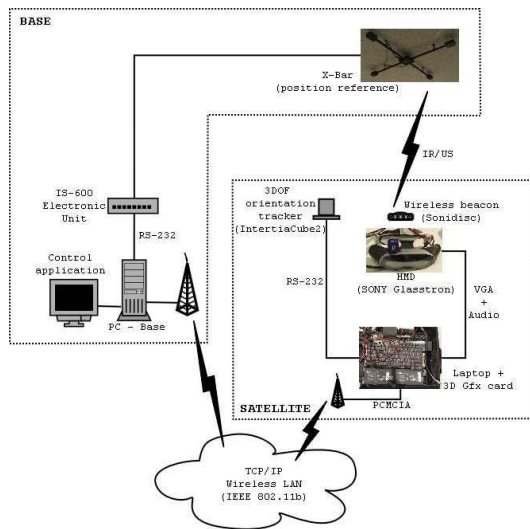 BASE
X-Bar
(position reference)
IR/US
IS-600
Electronic
Unit
RS-232
Control
application
PC - Base
3DOF
orientation
tracker
(IntertiaCube2)
Wireless beacon
(Sonidisc)
HMD
(SONY Glasstron)
RS-232
VGA
+
Audio
Laptop +
3D Gfx card
PCMCIA
SATELLITE
TCP/IP
Wireless LAN
(IEEE 802.11b)